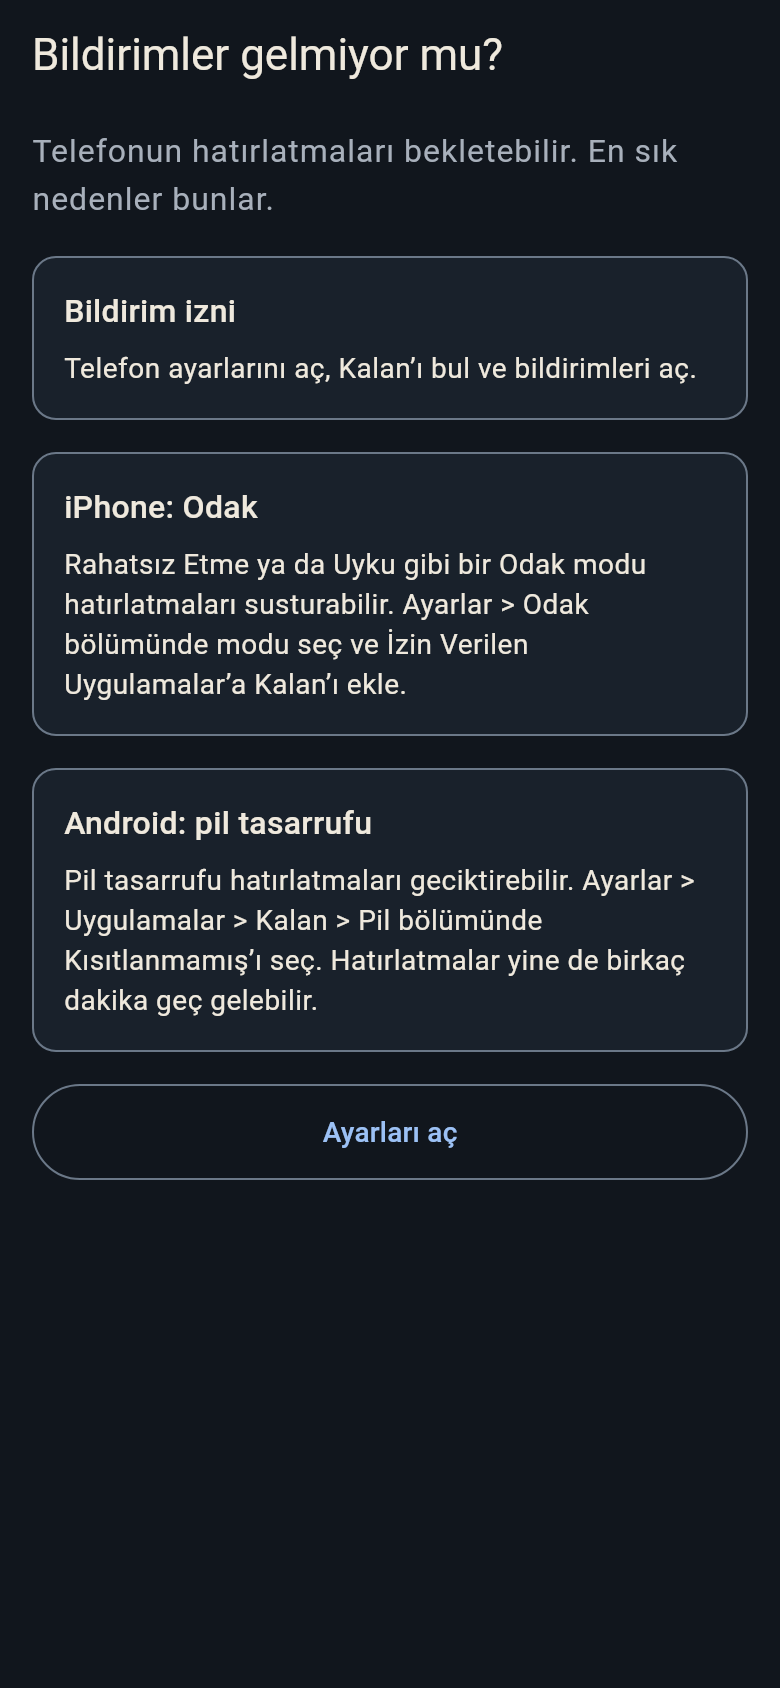 Bildirimler gelmiyor mu?
Telefonun hatırlatmaları bekletebilir. En sık
nedenler bunlar.
Bildirim izni
Telefon ayarlarını aç, Kalan’ı bul ve bildirimleri aç.
iPhone: Odak
Rahatsız Etme ya da Uyku gibi bir Odak modu
hatırlatmaları susturabilir. Ayarlar > Odak
bölümünde modu seç ve İzin Verilen
Uygulamalar’a Kalan’ı ekle.
Android: pil tasarrufu
Pil tasarrufu hatırlatmaları geciktirebilir. Ayarlar >
Uygulamalar > Kalan > Pil bölümünde
Kısıtlanmamış’ı seç. Hatırlatmalar yine de birkaç
dakika geç gelebilir.
Ayarları aç